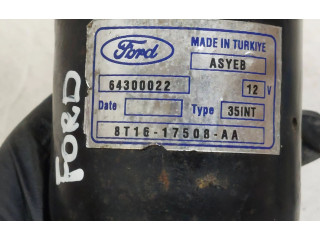 Ford
MADE IN TURKIYE
ASYEB
64300022
12 V
Date
Type 35INT
8T16-17508-AA
FORD